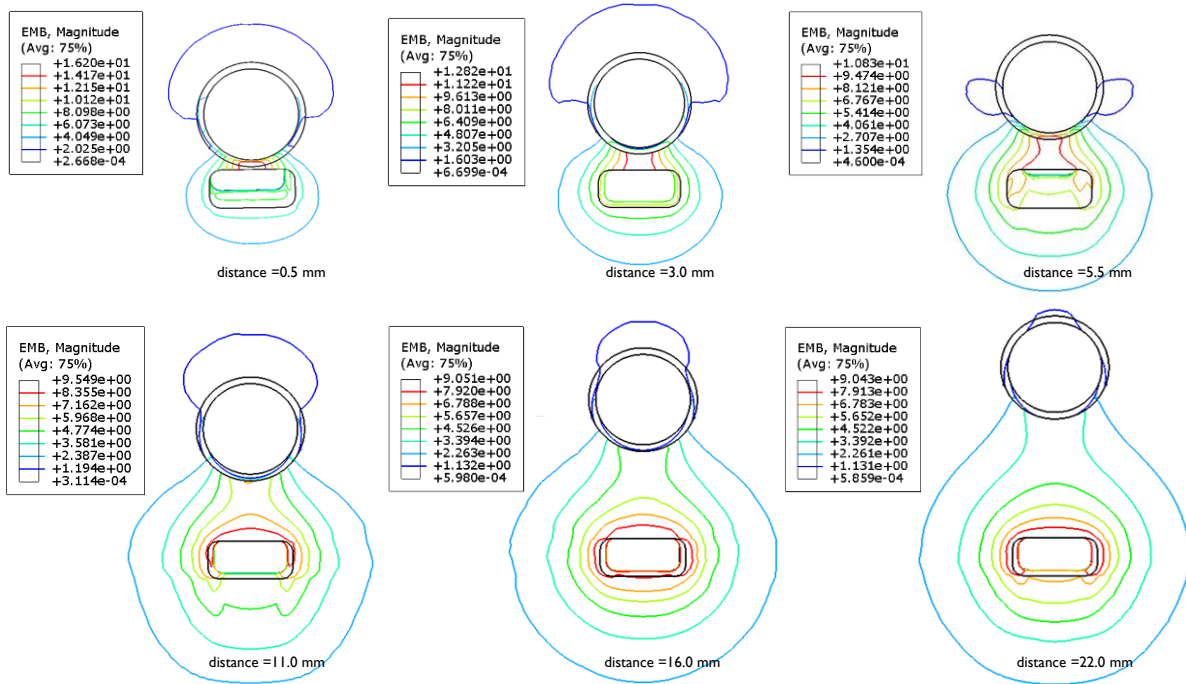 EMB, Magnitude
(Avg: 75%)
+1.620e+01
+1.417e+01
+1.215e+01
+1.012e+01
+8.098e+00
+6.073e+00
+4.049e+00
+2.025e+00
+2.668e-04
distance =0.5 mm
EMB, Magnitude
(Avg: 75%)
+1.282e+01
+1.122e+01
+9.613e+00
+8.011e+00
+6.409e+00
+4.807e+00
+3.205e+00
+1.603e+00
+6.699e-04
distance =3.0 mm
EMB, Magnitude
(Avg: 75%)
+1.083e+01
+9.474e+00
+8.121e+00
+6.767e+00
+5.414e+00
+4.061e+00
+2.707e+00
+1.354e+00
+4.600e-04
distance =5.5 mm
EMB, Magnitude
(Avg: 75%)
+9.549e+00
+8.355e+00
+7.162e+00
+5.968e+00
+4.774e+00
+3.581e+00
+2.387e+00
+1.194e+00
+3.114e-04
distance =11.0 mm
EMB, Magnitude
(Avg: 75%)
+9.051e+00
+7.920e+00
+6.788e+00
+5.657e+00
+4.526e+00
+3.394e+00
+2.263e+00
+1.132e+00
+5.980e-04
distance =16.0 mm
EMB, Magnitude
(Avg: 75%)
+9.043e+00
+7.913e+00
+6.783e+00
+5.652e+00
+4.522e+00
+3.392e+00
+2.261e+00
+1.131e+00
+5.859e-04
distance =22.0 mm